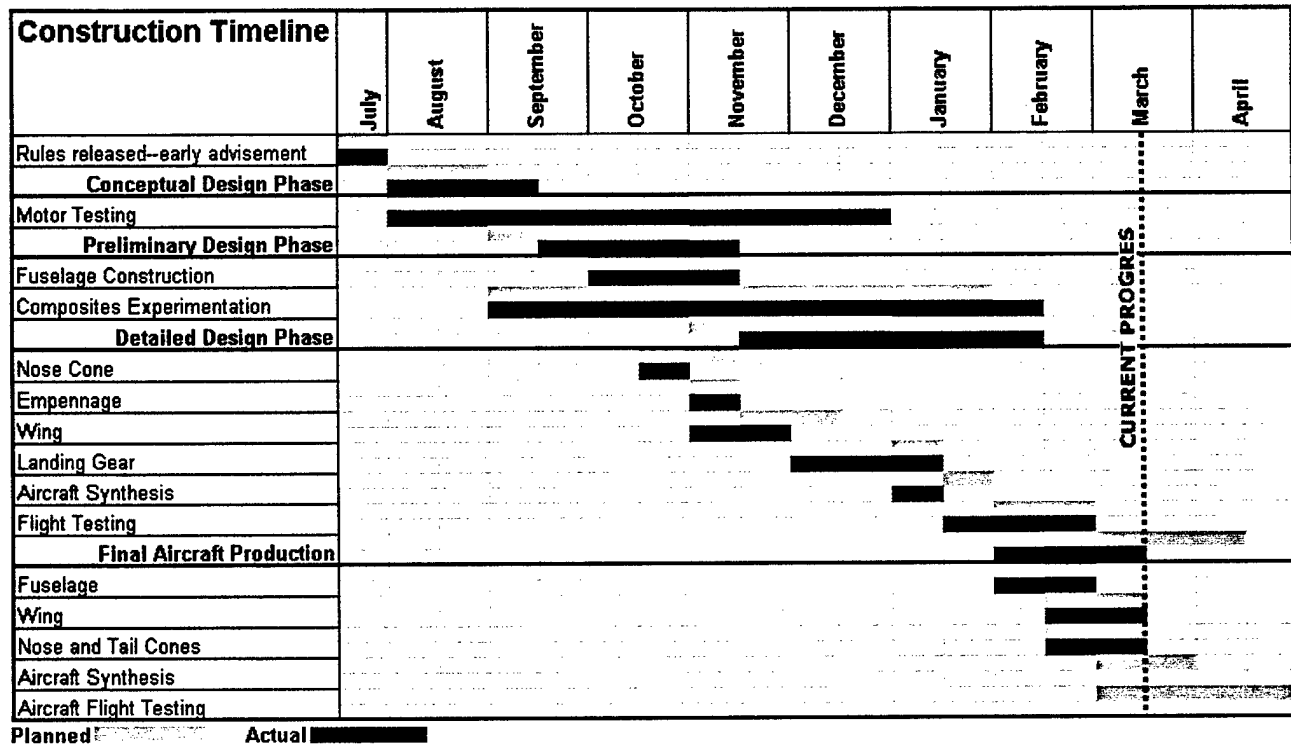 Construction Timeline
July
August
September
October
November
December
January
February
March
April
Rules released--early advisement
Conceptual Design Phase
Motor Testing
Preliminary Design Phase
Fuselage Construction
Composites Experimentation
Detailed Design Phase
Nose Cone
Empennage
Wing
Landing Gear
Aircraft Synthesis
Flight Testing
Final Aircraft Production
Fuselage
Wing
Nose and Tail Cones
Aircraft Synthesis
Aircraft Flight Testing
CURRENT PROGRES
Planned Actual